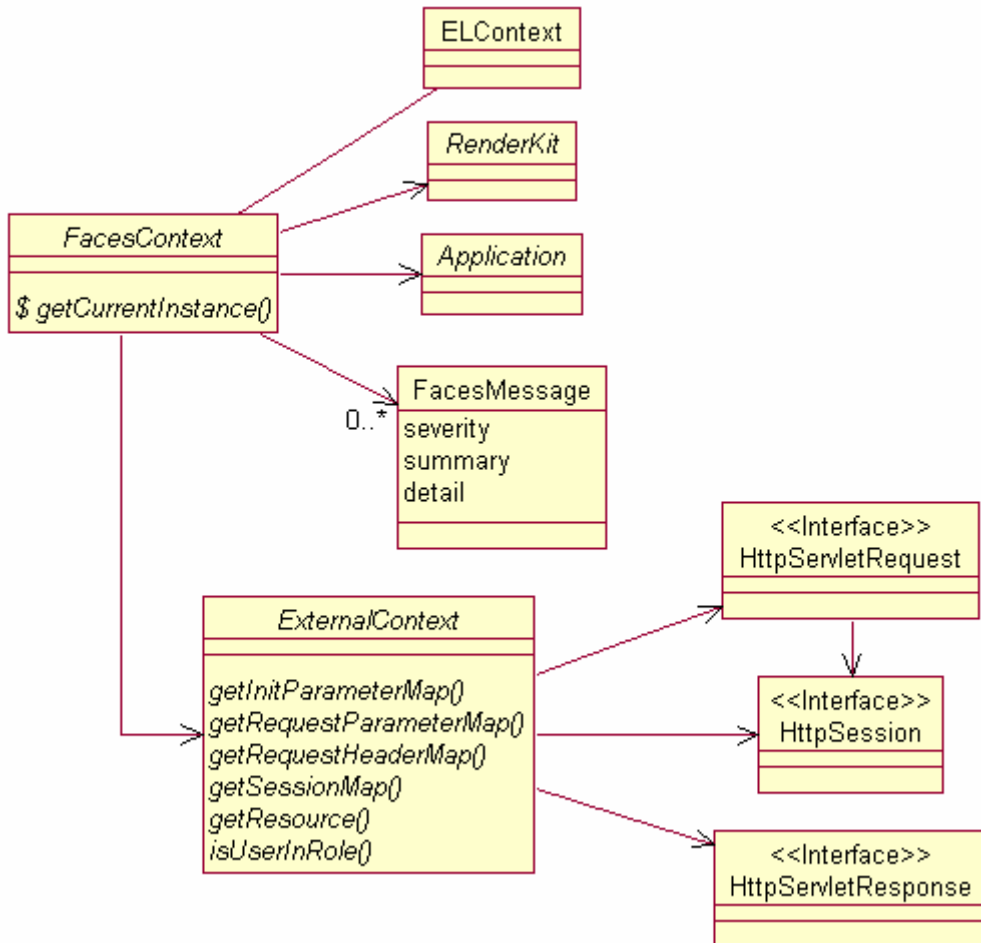 ELContext
RenderKit
FacesContext
$ getCurrentInstance()
Application
FacesMessage
0..*
severity
summary
detail
<<Interface>>
HttpServletRequest
ExternalContext
getInitParameterMap()
getRequestParameterMap()
getRequestHeaderMap()
getSessionMap()
getResource()
isUserInRole()
<<Interface>>
HttpSession
<<Interface>>
HttpServletResponse